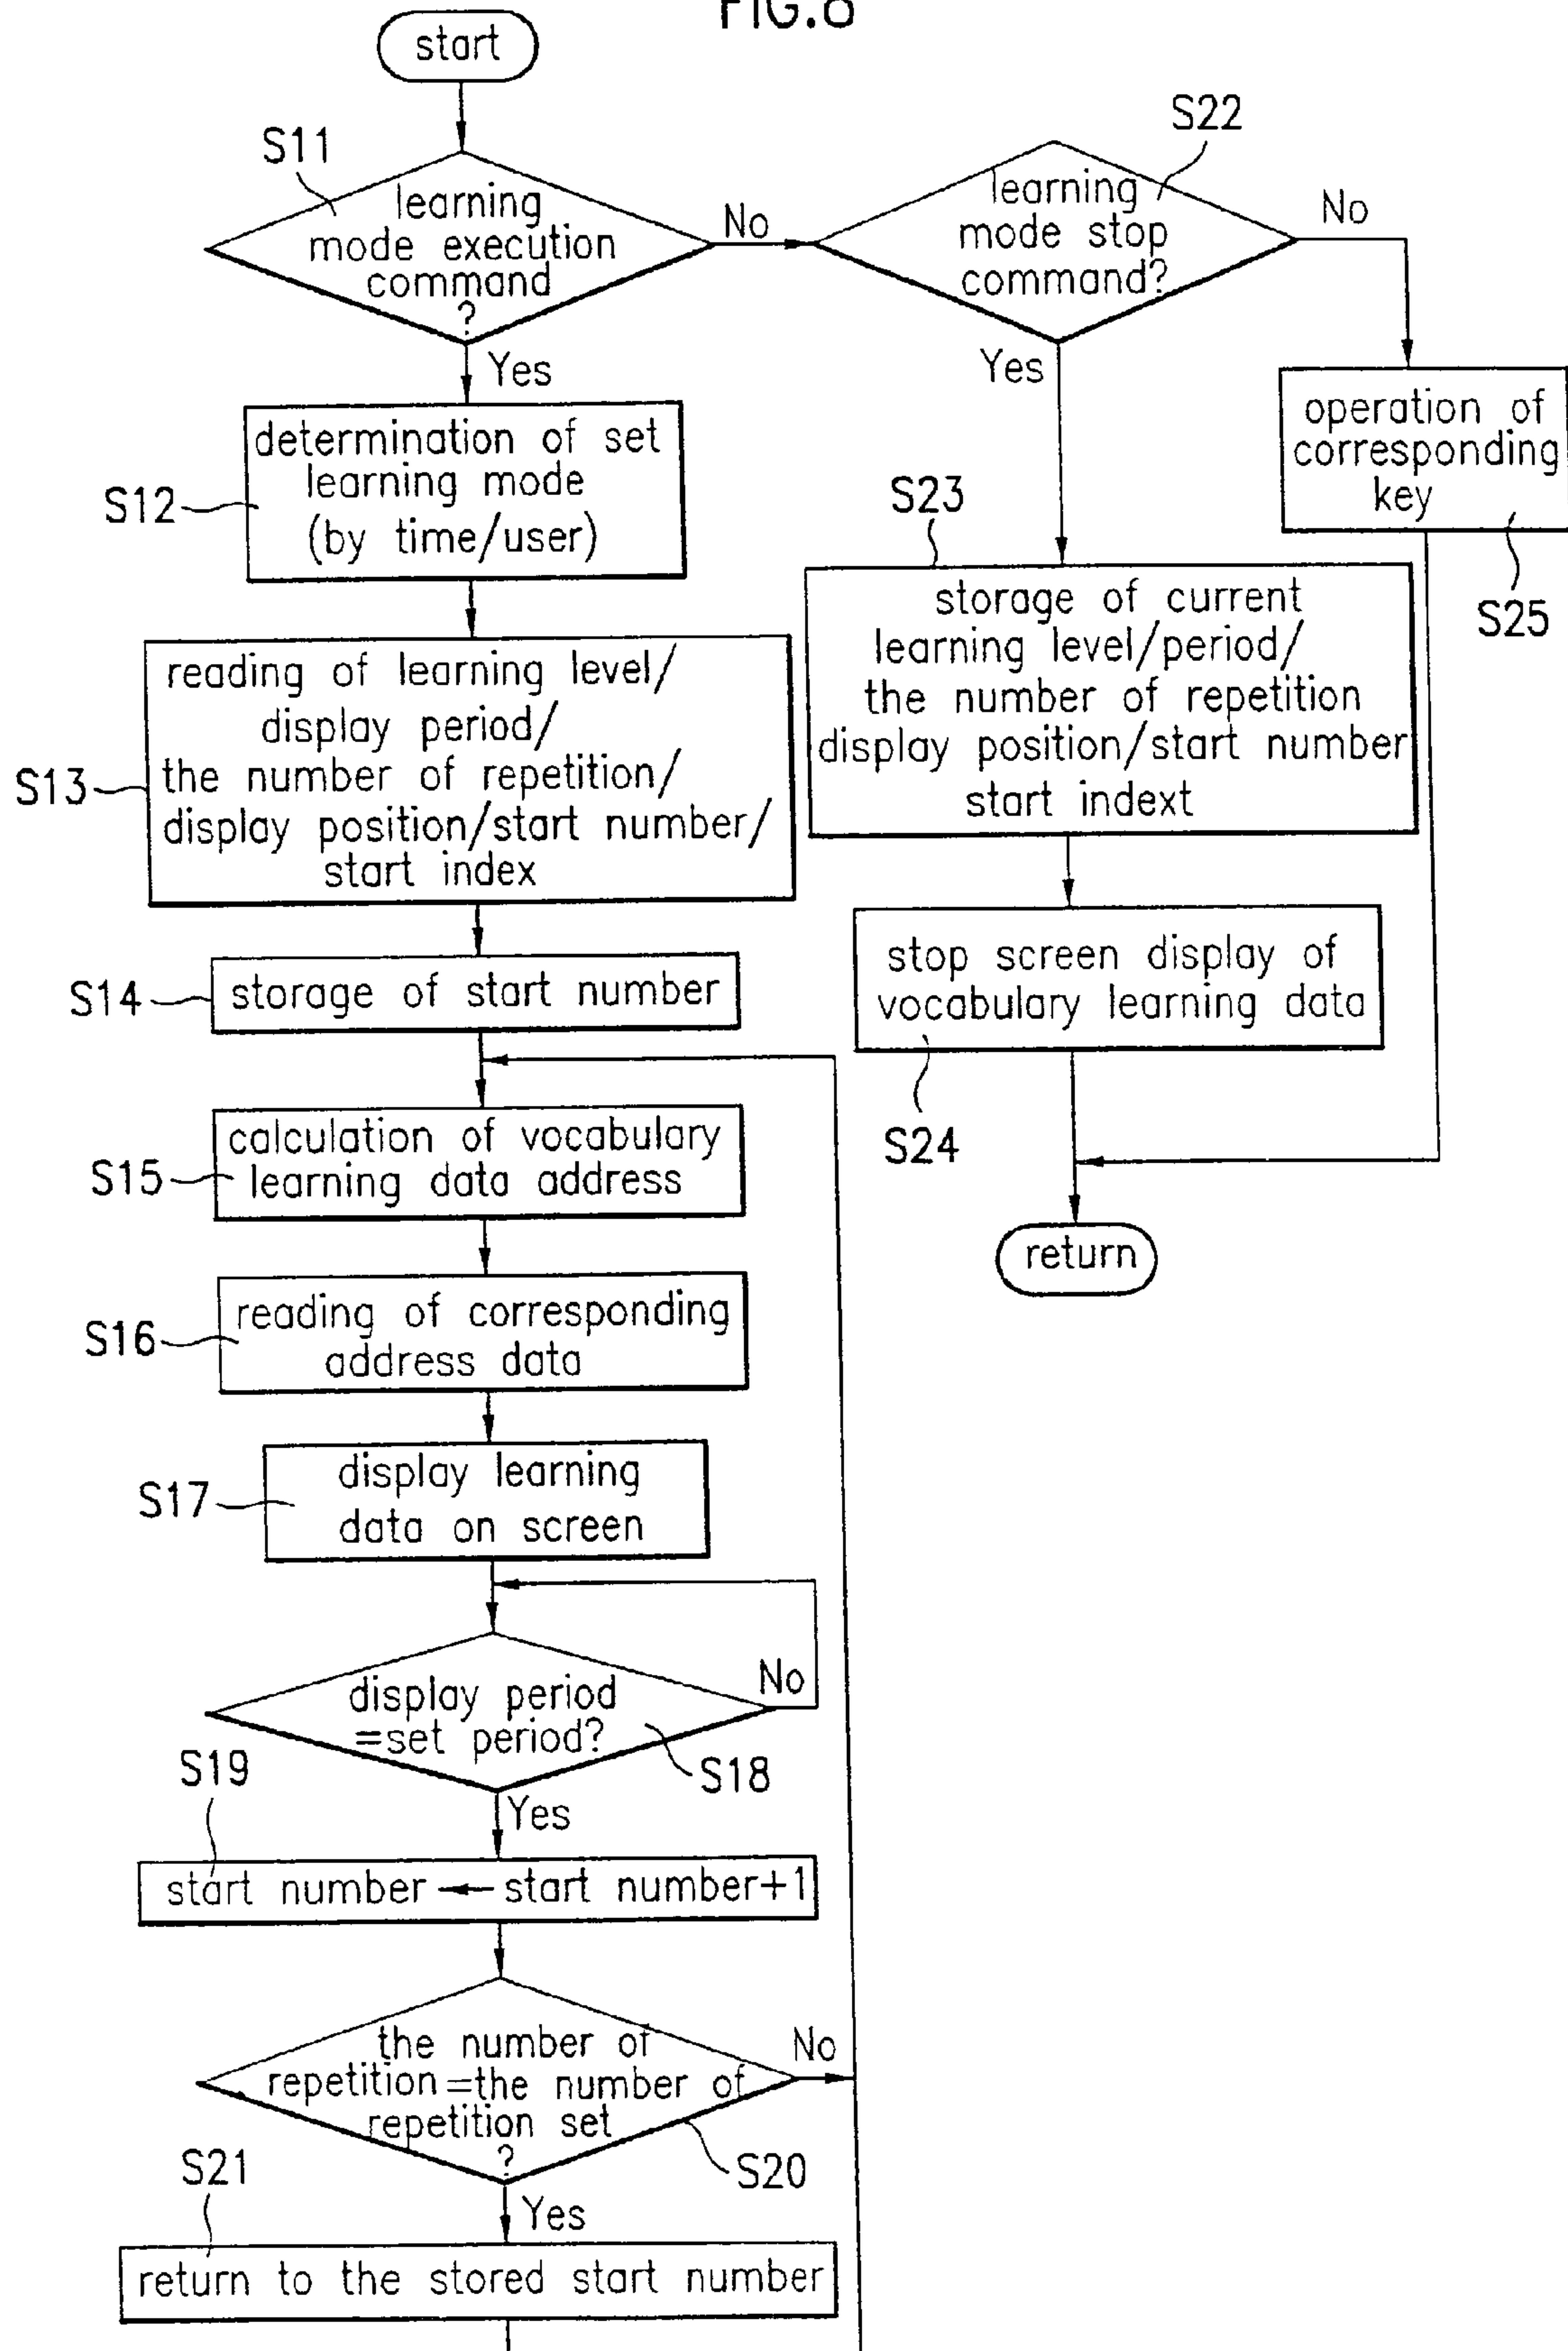 FIG.8
start
S11
learning
mode execution
command
?
No
Yes
S22
learning
mode stop
command?
No
Yes
S12
determination of set
learning mode
(by time/user)
operation of
corresponding
key
S25
S13
reading of learning level/
display period/
the number of repetition/
display position/start number/
start index
S23
storage of current
learning level/period/
the number of repetition
display position/start number
start indext
S14
storage of start number
stop screen display of
vocabulary learning data
S24
S15
calculation of vocabulary
learning data address
return
S16
reading of corresponding
address data
S17
display learning
data on screen
display period
=set period?
No
S18
Yes
S19
start number ← start number+1
the number of
repetition=the number of
repetition set
?
No
S20
Yes
S21
return to the stored start number